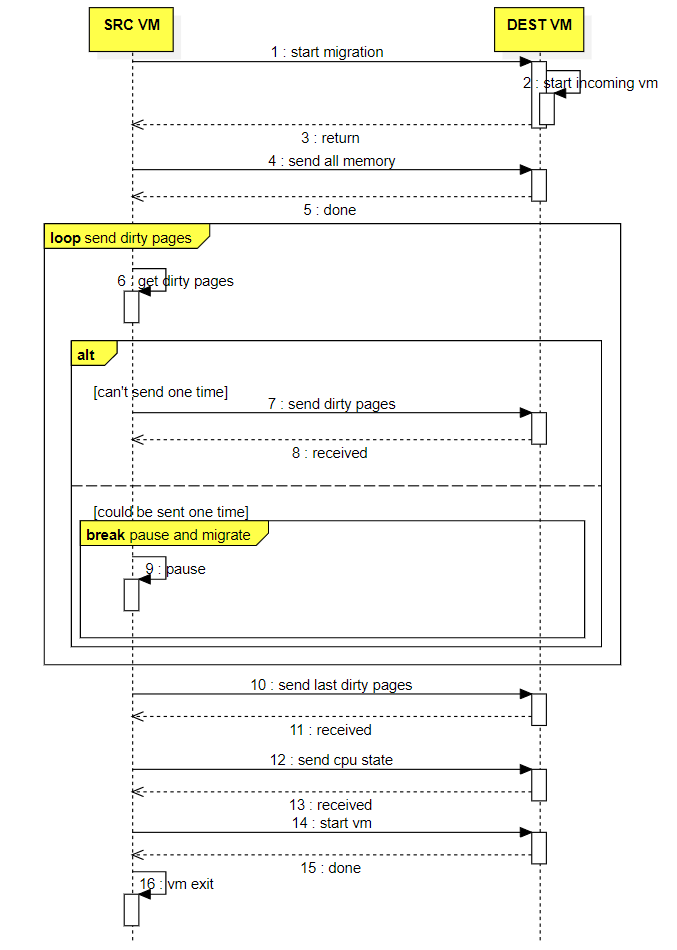 SRC VM
DEST VM
1 : start migration
2 : start incoming vm
3 : return
4 : send all memory
5 : done
loop send dirty pages
6 : get dirty pages
alt
[can't send one time]
7 : send dirty pages
8 : received
[could be sent one time]
break pause and migrate
9 : pause
10 : send last dirty pages
11 : received
12 : send cpu state
13 : received
14 : start vm
15 : done
16 : vm exit